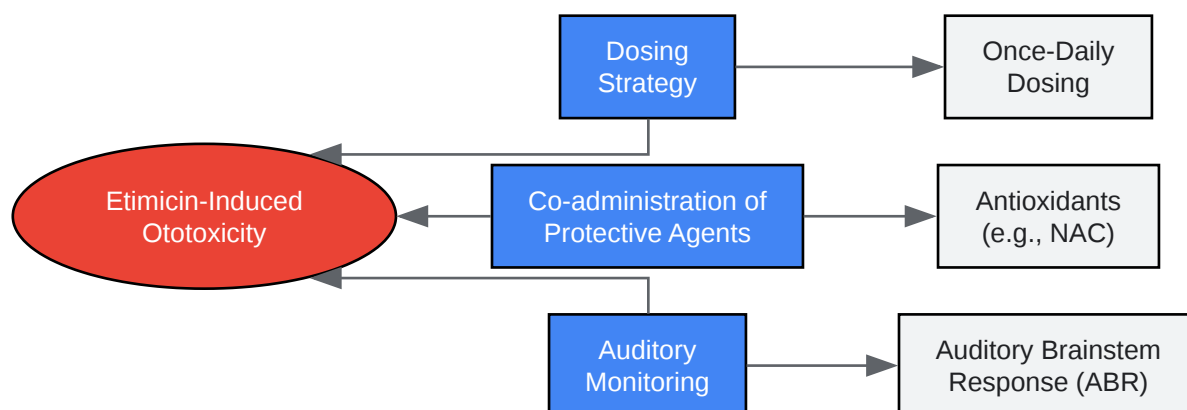 Dosing
Strategy
Once-Daily
Dosing
Etimicin-Induced
Ototoxicity
Co-administration of
Protective Agents
Antioxidants
(e.g., NAC)
Auditory
Monitoring
Auditory Brainstem
Response (ABR)